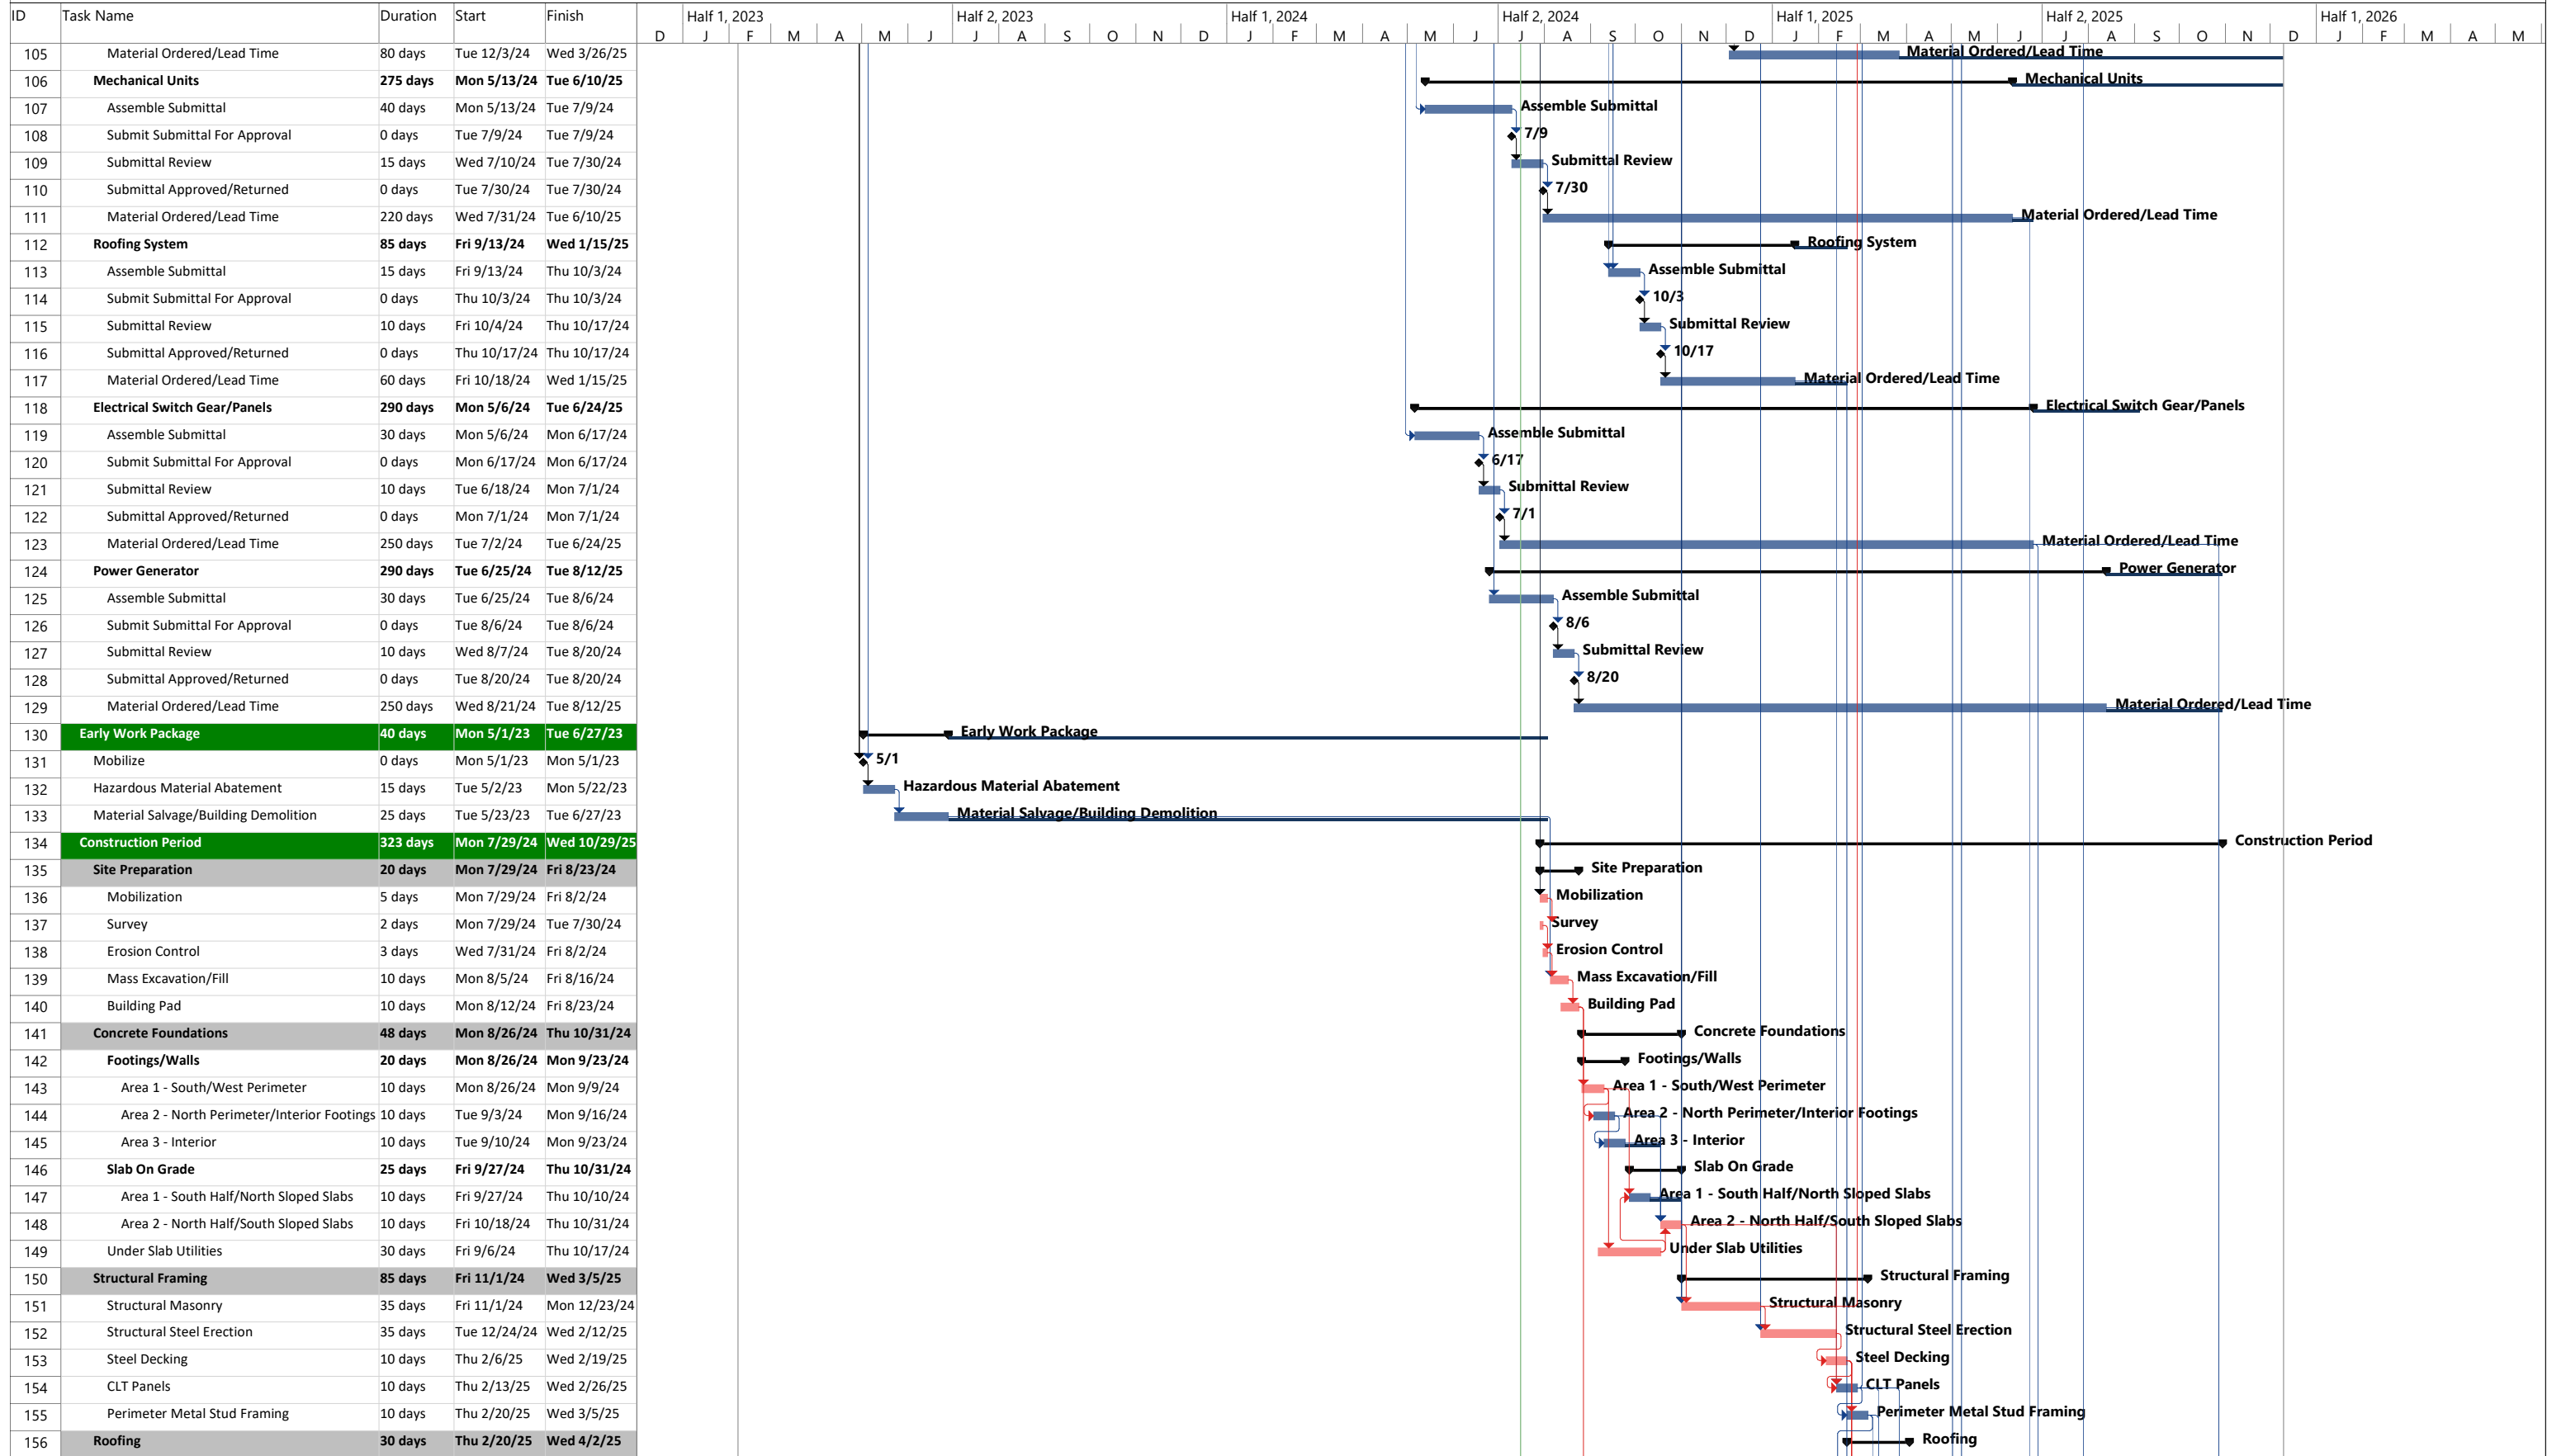 ID Task Name Duration Start Finish Half 1, 2023 Half 2, 2023 Half 1, 2024 Half 2, 2024 Half 1, 2025 Half 2, 2025 Half 1, 2026
D J F M A M J J A S O N D J F M A M J J A S O N D J F M A M J J A S O N D J F M A M
105 Material Ordered/Lead Time 80 days Tue 12/3/24 Wed 3/26/25 Material Ordered/Lead Time
106 Mechanical Units 275 days Mon 5/13/24 Tue 6/10/25 Mechanical Units
107 Assemble Submittal 40 days Mon 5/13/24 Tue 7/9/24 Assemble Submittal
108 Submit Submittal For Approval 0 days Tue 7/9/24 Tue 7/9/24 7/9
109 Submittal Review 15 days Wed 7/10/24 Tue 7/30/24 Submittal Review
110 Submittal Approved/Returned 0 days Tue 7/30/24 Tue 7/30/24 7/30
111 Material Ordered/Lead Time 220 days Wed 7/31/24 Tue 6/10/25 Material Ordered/Lead Time
112 Roofing System 85 days Fri 9/13/24 Wed 1/15/25 Roofing System
113 Assemble Submittal 15 days Fri 9/13/24 Thu 10/3/24 Assemble Submittal
114 Submit Submittal For Approval 0 days Thu 10/3/24 Thu 10/3/24 10/3
115 Submittal Review 10 days Fri 10/4/24 Thu 10/17/24 Submittal Review
116 Submittal Approved/Returned 0 days Thu 10/17/24 Thu 10/17/24 10/17
117 Material Ordered/Lead Time 60 days Fri 10/18/24 Wed 1/15/25 Material Ordered/Lead Time
118 Electrical Switch Gear/Panels 290 days Mon 5/6/24 Tue 6/24/25 Electrical Switch Gear/Panels
119 Assemble Submittal 30 days Mon 5/6/24 Mon 6/17/24 Assemble Submittal
120 Submit Submittal For Approval 0 days Mon 6/17/24 Mon 6/17/24 6/17
121 Submittal Review 10 days Tue 6/18/24 Mon 7/1/24 Submittal Review
122 Submittal Approved/Returned 0 days Mon 7/1/24 Mon 7/1/24 7/1
123 Material Ordered/Lead Time 250 days Tue 7/2/24 Tue 6/24/25 Material Ordered/Lead Time
124 Power Generator 290 days Tue 6/25/24 Tue 8/12/25 Power Generator
125 Assemble Submittal 30 days Tue 6/25/24 Tue 8/6/24 Assemble Submittal
126 Submit Submittal For Approval 0 days Tue 8/6/24 Tue 8/6/24 8/6
127 Submittal Review 10 days Wed 8/7/24 Tue 8/20/24 Submittal Review
128 Submittal Approved/Returned 0 days Tue 8/20/24 Tue 8/20/24 8/20
129 Material Ordered/Lead Time 250 days Wed 8/21/24 Tue 8/12/25 Material Ordered/Lead Time
130 Early Work Package 40 days Mon 5/1/23 Tue 6/27/23 Early Work Package
131 Mobilize 0 days Mon 5/1/23 Mon 5/1/23 5/1
132 Hazardous Material Abatement 15 days Tue 5/2/23 Mon 5/22/23 Hazardous Material Abatement
133 Material Salvage/Building Demolition 25 days Tue 5/23/23 Tue 6/27/23 Material Salvage/Building Demolition
134 Construction Period 323 days Mon 7/29/24 Wed 10/29/25 Construction Period
135 Site Preparation 20 days Mon 7/29/24 Fri 8/23/24 Site Preparation
136 Mobilization 5 days Mon 7/29/24 Fri 8/2/24 Mobilization
137 Survey 2 days Mon 7/29/24 Tue 7/30/24 Survey
138 Erosion Control 3 days Wed 7/31/24 Fri 8/2/24 Erosion Control
139 Mass Excavation/Fill 10 days Mon 8/5/24 Fri 8/16/24 Mass Excavation/Fill
140 Building Pad 10 days Mon 8/12/24 Fri 8/23/24 Building Pad
141 Concrete Foundations 48 days Mon 8/26/24 Thu 10/31/24 Concrete Foundations
142 Footings/Walls 20 days Mon 8/26/24 Mon 9/23/24 Footings/Walls
143 Area 1 - South/West Perimeter 10 days Mon 8/26/24 Mon 9/9/24 Area 1 - South/West Perimeter
144 Area 2 - North Perimeter/Interior Footings 10 days Tue 9/3/24 Mon 9/16/24 Area 2 - North Perimeter/Interior Footings
145 Area 3 - Interior 10 days Tue 9/10/24 Mon 9/23/24 Area 3 - Interior
146 Slab On Grade 25 days Fri 9/27/24 Thu 10/31/24 Slab On Grade
147 Area 1 - South Half/North Sloped Slabs 10 days Fri 9/27/24 Thu 10/10/24 Area 1 - South Half/North Sloped Slabs
148 Area 2 - North Half/South Sloped Slabs 10 days Fri 10/18/24 Thu 10/31/24 Area 2 - North Half/South Sloped Slabs
149 Under Slab Utilities 30 days Fri 9/6/24 Thu 10/17/24 Under Slab Utilities
150 Structural Framing 85 days Fri 11/1/24 Wed 3/5/25 Structural Framing
151 Structural Masonry 35 days Fri 11/1/24 Mon 12/23/24 Structural Masonry
152 Structural Steel Erection 35 days Tue 12/24/24 Wed 2/12/25 Structural Steel Erection
153 Steel Decking 10 days Thu 2/6/25 Wed 2/19/25 Steel Decking
154 CLT Panels 10 days Thu 2/13/25 Wed 2/26/25 CLT Panels
155 Perimeter Metal Stud Framing 10 days Thu 2/20/25 Wed 3/5/25 Perimeter Metal Stud Framing
156 Roofing 30 days Thu 2/20/25 Wed 4/2/25 Roofing